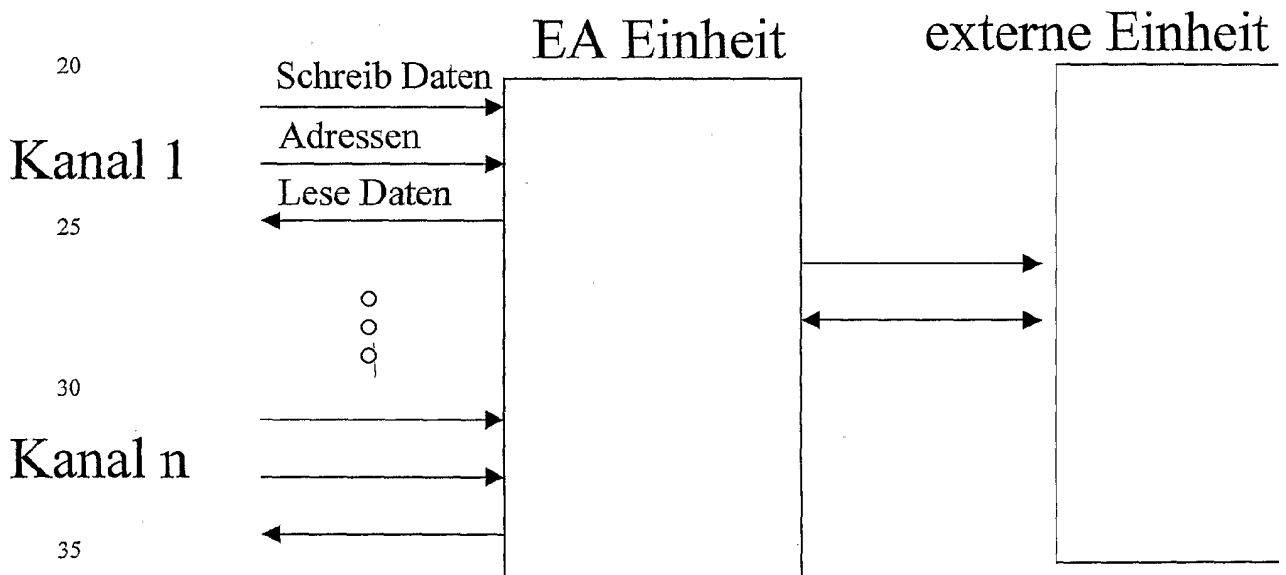 EA Einheit
externe Einheit
20
Schreib Daten
Adressen
Kanal 1
Lese Daten
25
30
Kanal n
35